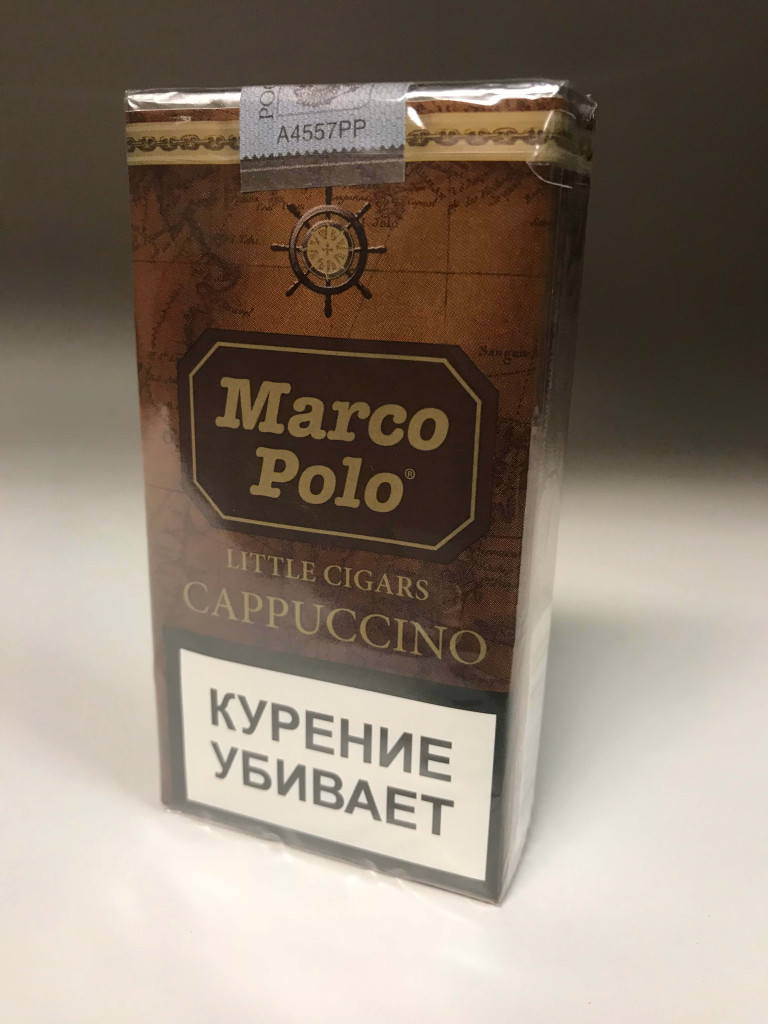 A4557PP
Marco
Polo®
LITTLE CIGARS
CAPPUCCINO
КУРЕНИЕ
УБИВАЕТ